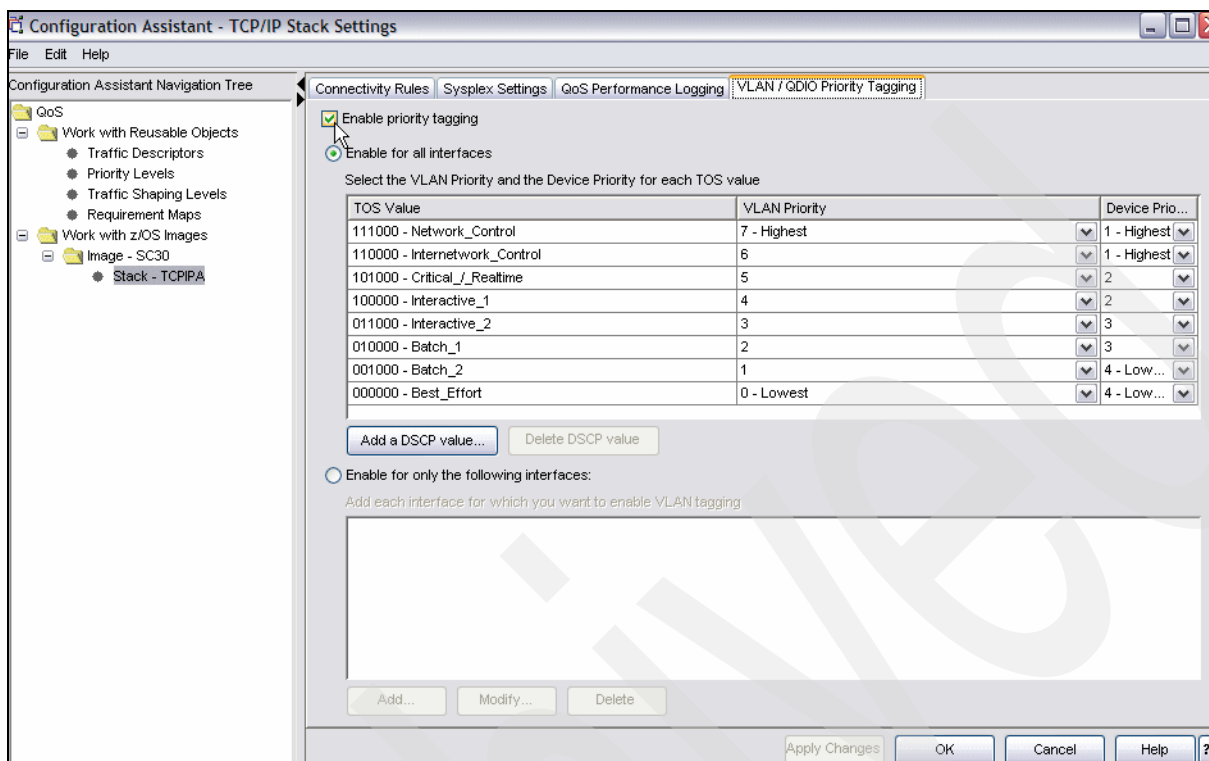 Configuration Assistant - TCP/IP Stack Settings
File Edit Help
Configuration Assistant Navigation Tree
QoS
Work with Reusable Objects
Traffic Descriptors
Priority Levels
Traffic Shaping Levels
Requirement Maps
Work with z/OS Images
Image - SC30
Stack - TCPIPA
Connectivity Rules Sysplex Settings QoS Performance Logging VLAN / QDIO Priority Tagging
Enable priority tagging
Enable for all interfaces
Select the VLAN Priority and the Device Priority for each TOS value
TOS Value VLAN Priority Device Prio...
111000 - Network_Control 7 - Highest 1 - Highest
110000 - Internetwork_Control 6 1 - Highest
101000 - Critical_/_Realtime 5 2
100000 - Interactive_1 4 2
011000 - Interactive_2 3 3
010000 - Batch_1 2 3
001000 - Batch_2 1 4 - Low...
000000 - Best_Effort 0 - Lowest 4 - Low...
Add a DSCP value... Delete DSCP value
Enable for only the following interfaces:
Add each interface for which you want to enable VLAN tagging
Add... Modify... Delete
Apply Changes OK Cancel Help ?